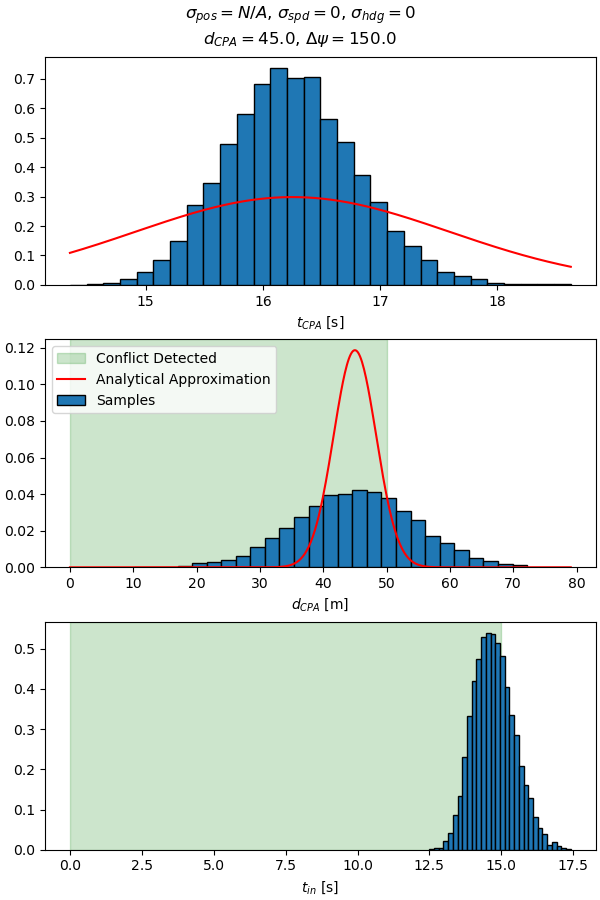 σ_pos = N/A, σ_spd = 0, σ_hdg = 0
d_CPA = 45.0, Δψ = 150.0
0.7
0.6
0.5
0.4
0.3
0.2
0.1
0.0
15 16 17 18
t_CPA [s]
0.12
0.10
0.08
0.06
0.04
0.02
0.00
Conflict Detected
Analytical Approximation
Samples
0 10 20 30 40 50 60 70 80
d_CPA [m]
0.5
0.4
0.3
0.2
0.1
0.0
0.0 2.5 5.0 7.5 10.0 12.5 15.0 17.5
t_in [s]